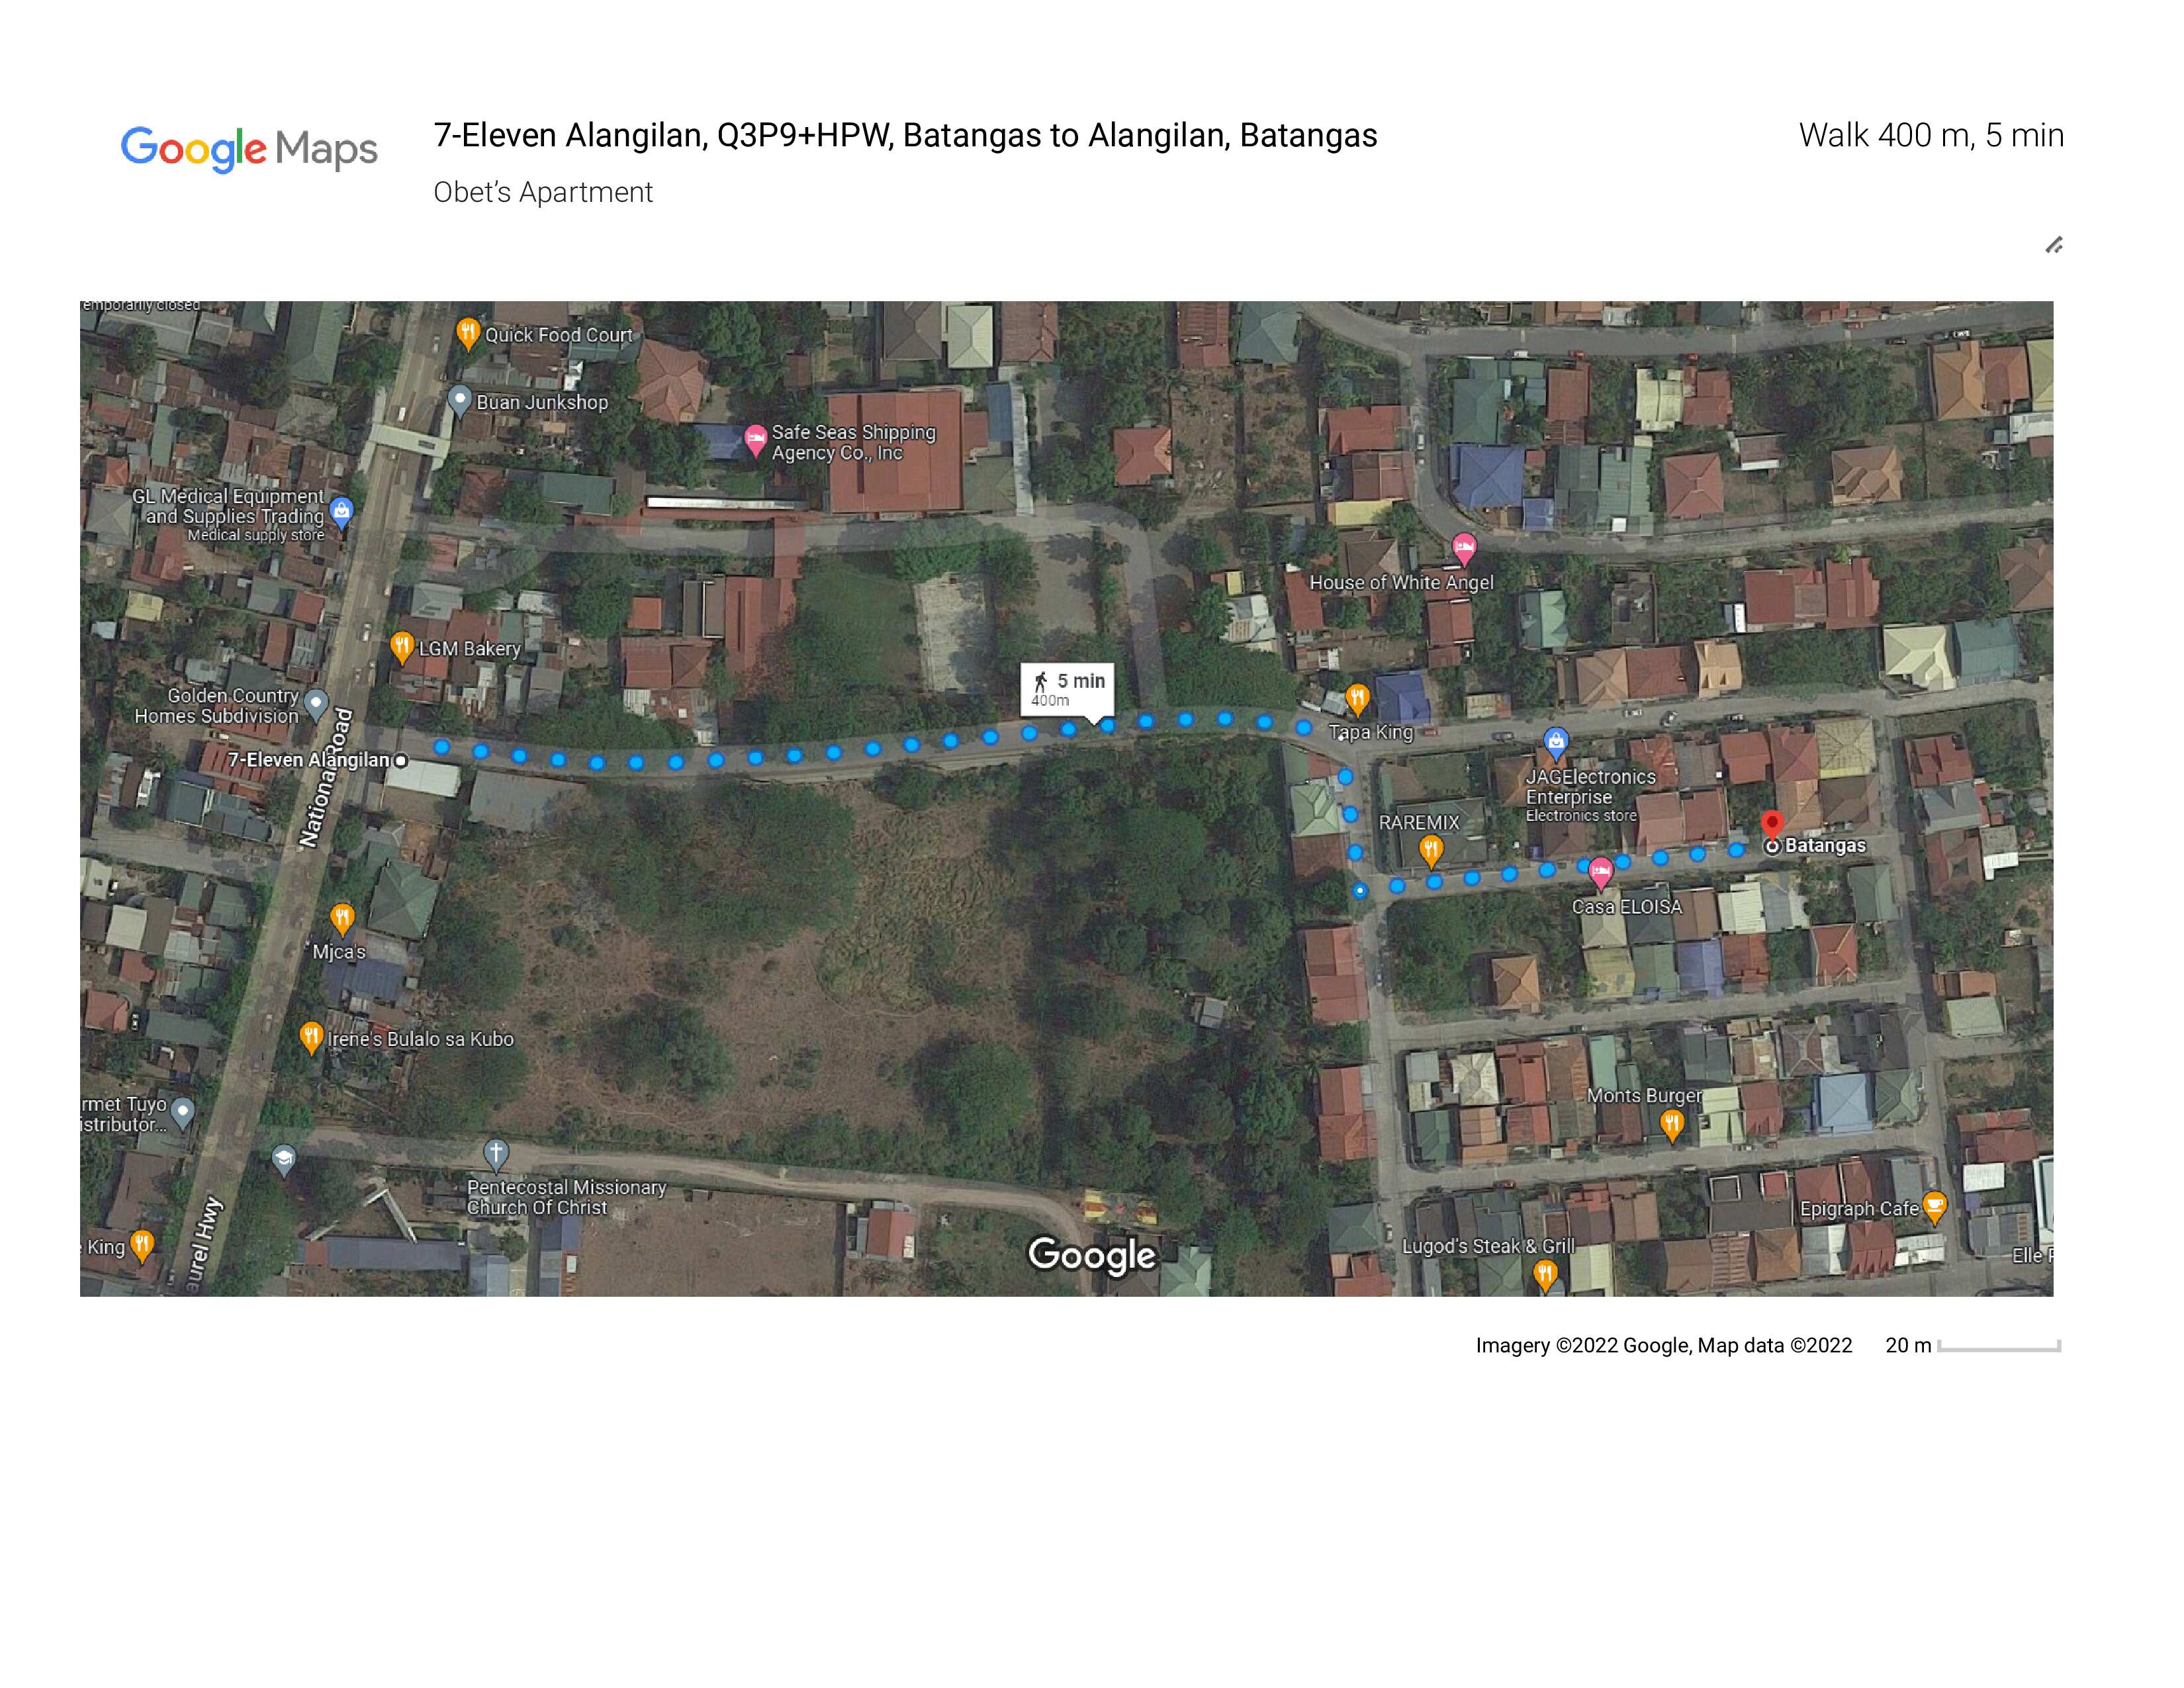 Google Maps
7-Eleven Alangilan, Q3P9+HPW, Batangas to Alangilan, Batangas
Walk 400 m, 5 min
Obet's Apartment
emporarily closed
Quick Food Court
Buan Junkshop
Safe Seas Shipping
Agency Co., Inc
GL Medical Equipment
and Supplies Trading
Medical supply store
House of White Angel
LGM Bakery
5 min
400m
Golden Country
Homes Subdivision
Tapa King
7-Eleven Alangilan
National Road
JAGElectronics
Enterprise
Electronics store
RAREMIX
Batangas
Casa ELOISA
Mjca's
Irene's Bulalo sa Kubo
rmet Tuyo
istributor...
Monts Burger
Pentecostal Missionary
Church Of Christ
Epigraph Cafe
King
aurel Hwy
Google
Lugod's Steak & Grill
Elle F
Imagery ©2022 Google, Map data ©2022
20 m